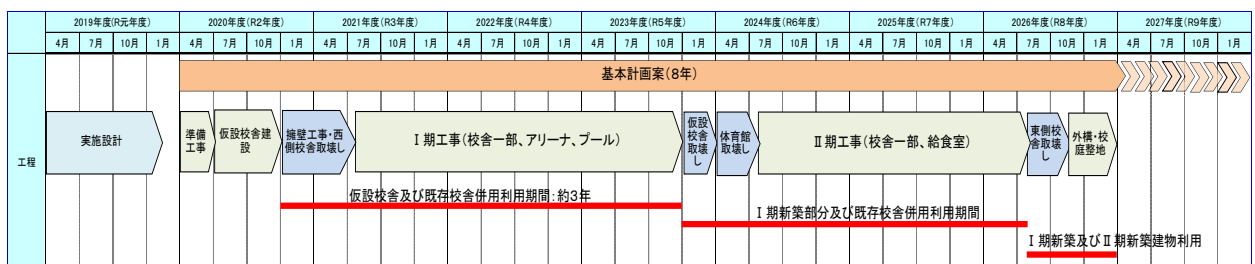 2019年度(R元年度) 2020年度(R2年度) 2021年度(R3年度) 2022年度(R4年度) 2023年度(R5年度) 2024年度(R6年度) 2025年度(R7年度) 2026年度(R8年度) 2027年度(R9年度)
4月 7月 10月 1月 4月 7月 10月 1月 4月 7月 10月 1月 4月 7月 10月 1月 4月 7月 10月 1月 4月 7月 10月 1月 4月 7月 10月 1月 4月 7月 10月 1月 4月 7月 10月 1月
工程
基本計画案(8年)
実施設計
準備
工事
仮設校舎建
設
擁壁工事・西
側校舎取壊し
Ⅰ期工事(校舎一部、アリーナ、プール)
仮設
校舎
取壊
し
体育館
取壊し
Ⅱ期工事(校舎一部、給食室)
東側校
舎取壊
し
外構・校
庭整地
仮設校舎及び既存校舎併用利用期間:約3年
Ⅰ期新築部分及び既存校舎併用利用期間
Ⅰ期新築及びⅡ期新築建物利用